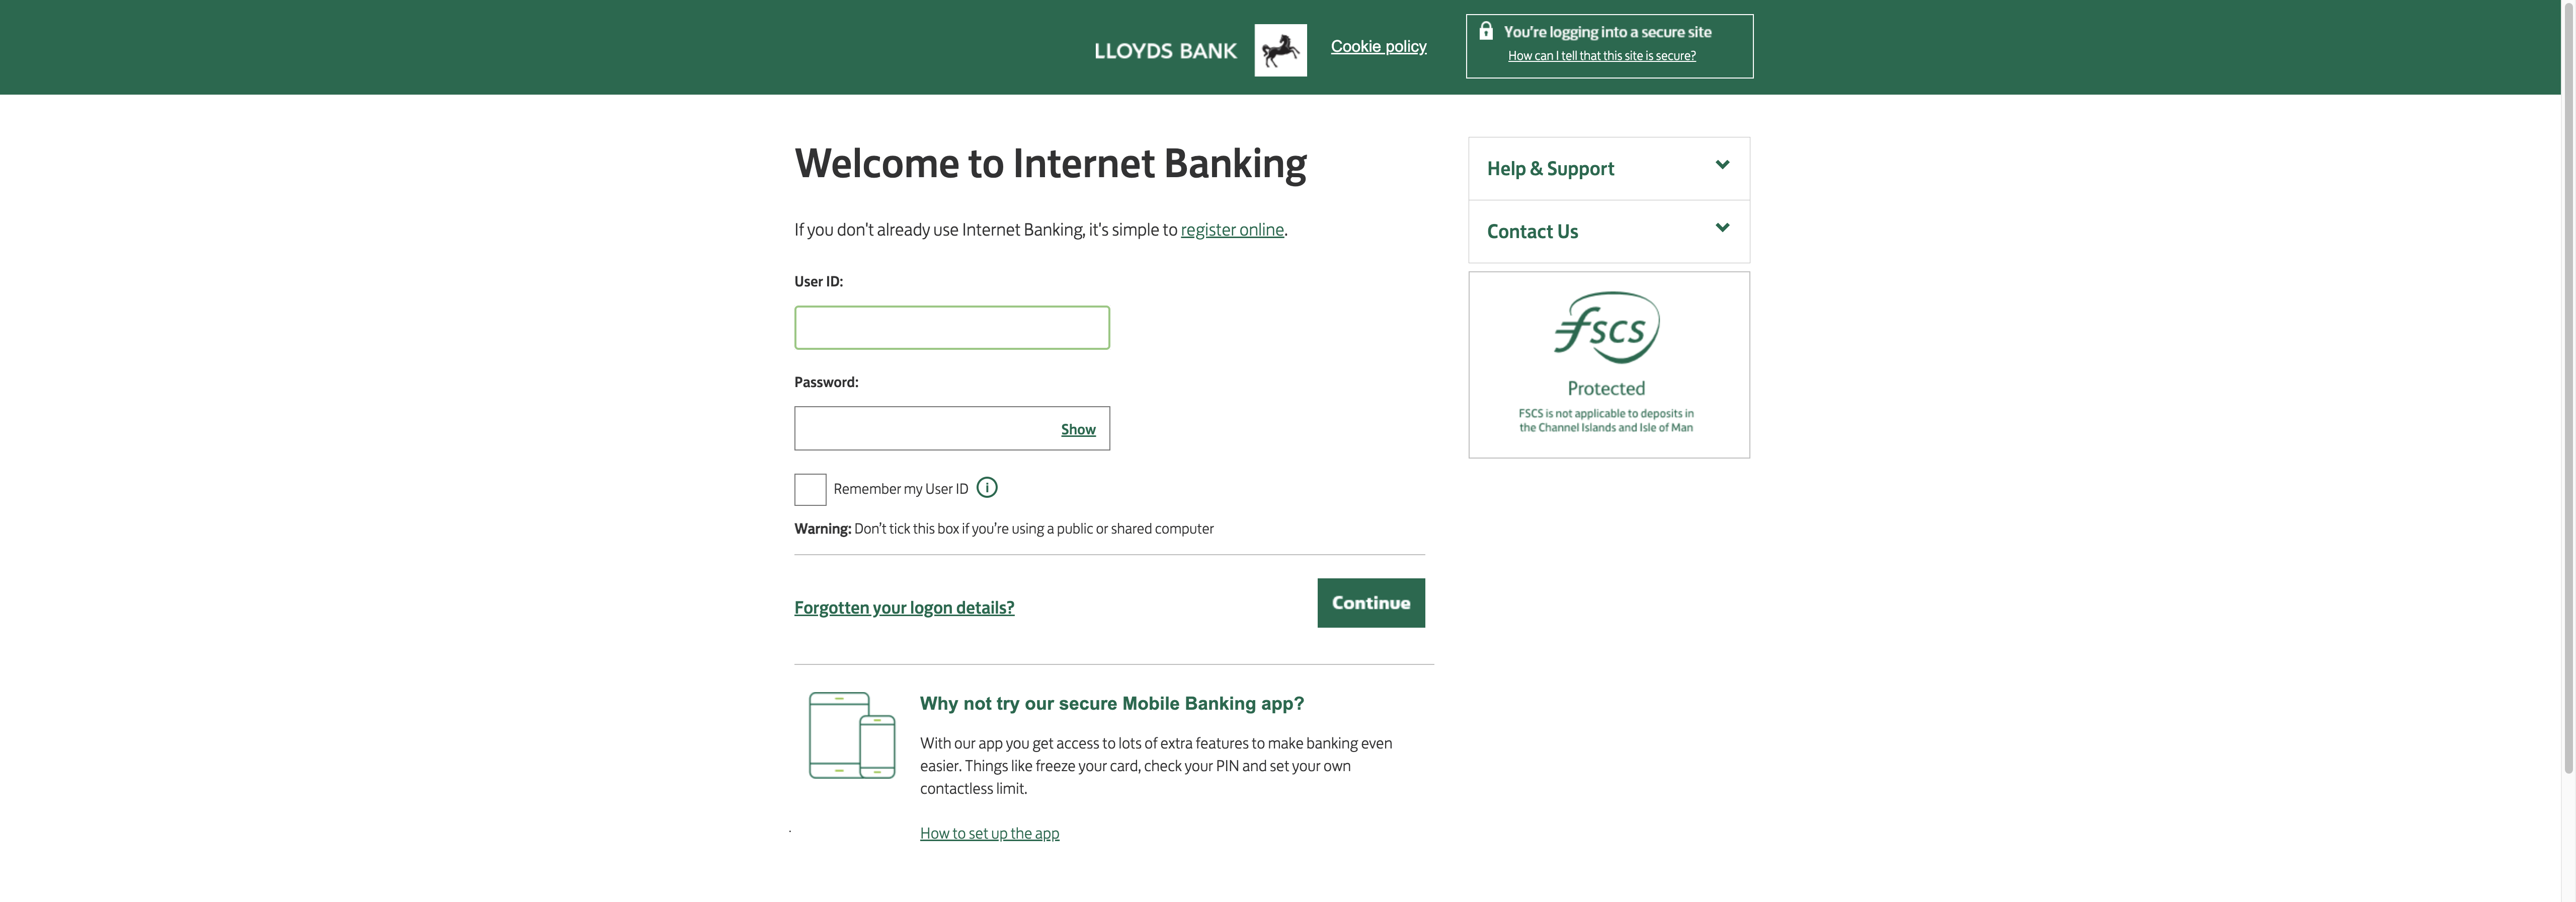 LLOYDS BANK
Cookie policy
You're logging into a secure site
How can I tell that this site is secure?
Welcome to Internet Banking
If you don't already use Internet Banking, it's simple to register online.
User ID:
Password:
Show
Remember my User ID i
Warning: Don't tick this box if you're using a public or shared computer
Forgotten your logon details?
Continue
Why not try our secure Mobile Banking app?
With our app you get access to lots of extra features to make banking even
easier. Things like freeze your card, check your PIN and set your own
contactless limit.
How to set up the app
Help & Support
Contact Us
fscs
Protected
FSCS is not applicable to deposits in
the Channel Islands and Isle of Man